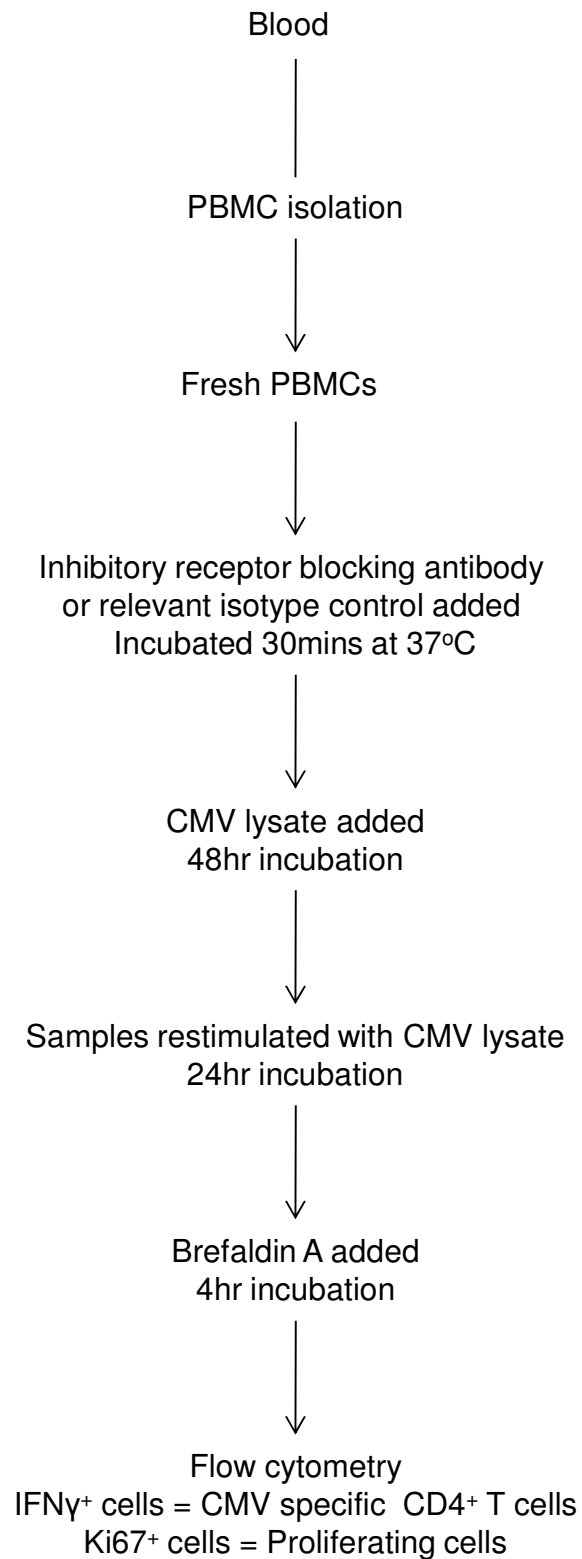 Blood
PBMC isolation
Fresh PBMCs
Inhibitory receptor blocking antibody
or relevant isotype control added
Incubated 30mins at 37ºC
CMV lysate added
48hr incubation
Samples restimulated with CMV lysate
24hr incubation
Brefaldin A added
4hr incubation
Flow cytometry
IFNγ⁺ cells = CMV specific CD4⁺ T cells
Ki67⁺ cells = Proliferating cells